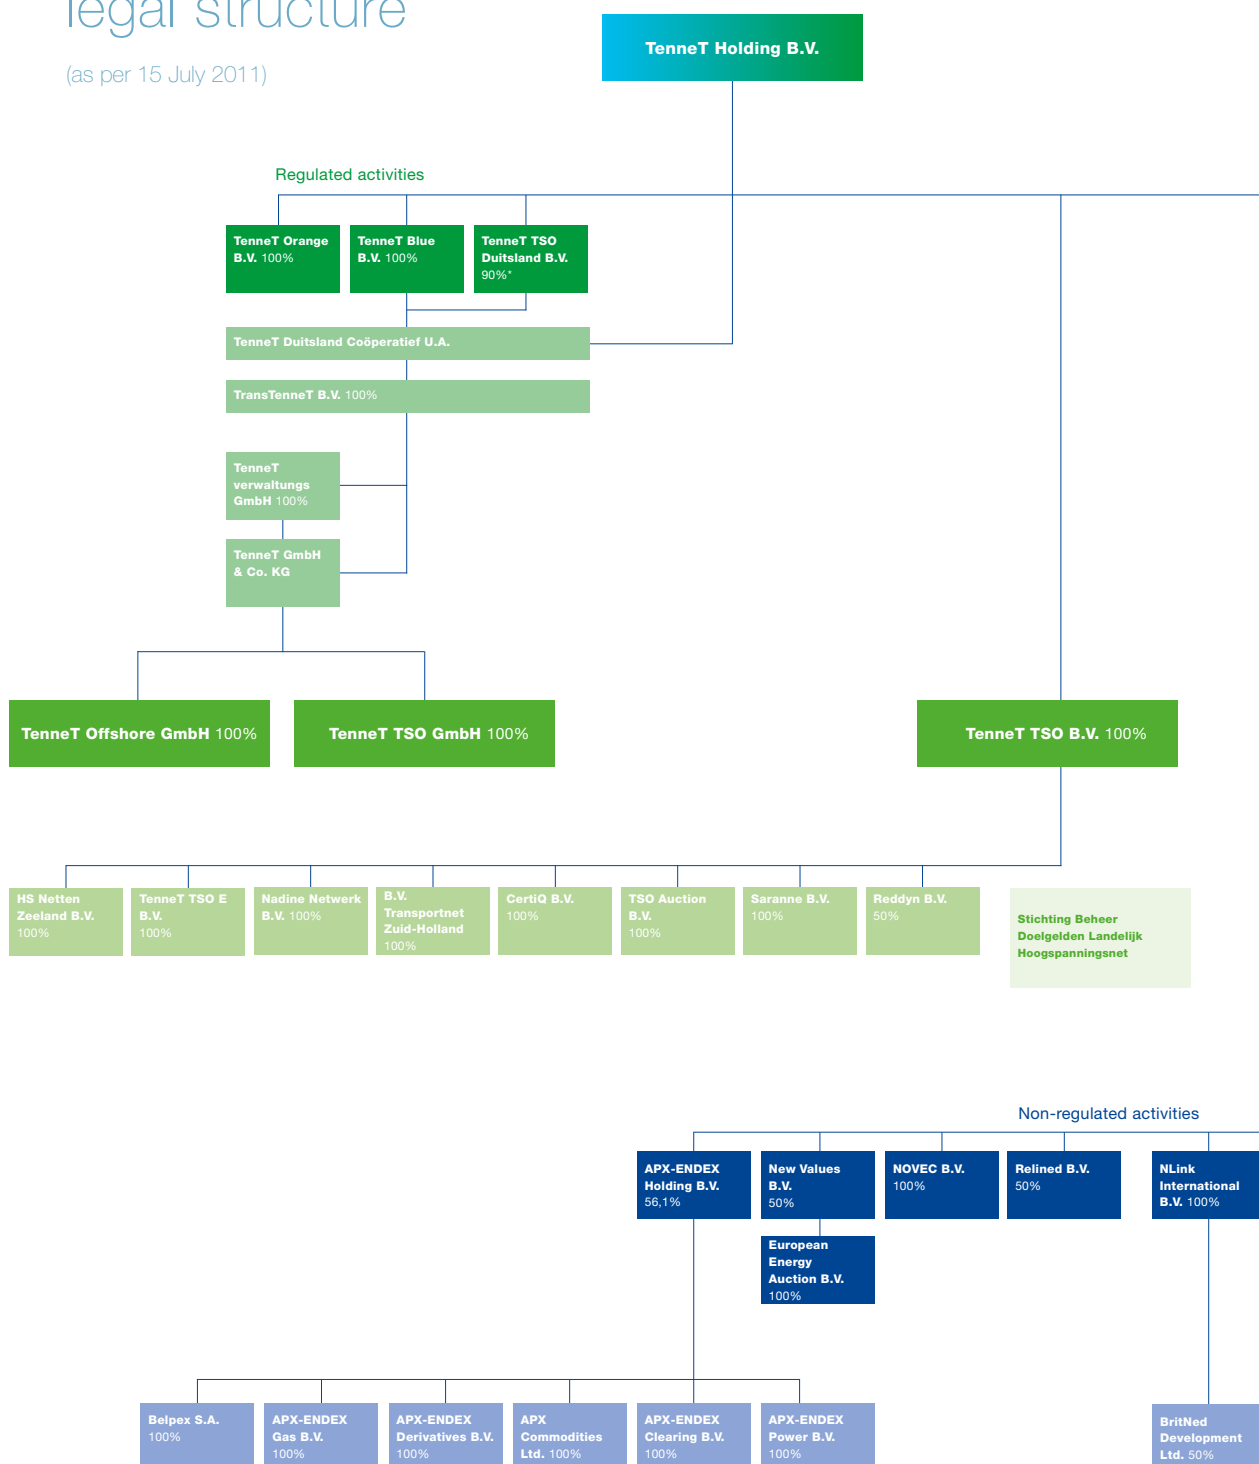 legal structure
(as per 15 July 2011)
TenneT Holding B.V.
Regulated activities
TenneT Orange
B.V. 100%
TenneT Blue
B.V. 100%
TenneT TSO
Duitsland B.V.
90%*
TenneT Duitsland Coöperatief U.A.
TransTenneT B.V. 100%
TenneT
verwaltungs
GmbH 100%
TenneT GmbH
& Co. KG
TenneT Offshore GmbH 100%
TenneT TSO GmbH 100%
TenneT TSO B.V. 100%
HS Netten
Zeeland B.V.
100%
TenneT TSO E
B.V.
100%
Nadine Netwerk
B.V. 100%
B.V.
Transportnet
Zuid-Holland
100%
CertiQ B.V.
100%
TSO Auction
B.V.
100%
Saranne B.V.
100%
Reddyn B.V.
50%
Stichting Beheer
Doelgelden Landelijk
Hoogspanningsnet
Non-regulated activities
APX-ENDEX
Holding B.V.
56,1%
New Values
B.V.
50%
NOVEC B.V.
100%
Relined B.V.
50%
NLink
International
B.V. 100%
European
Energy
Auction B.V.
100%
Belpex S.A.
100%
APX-ENDEX
Gas B.V.
100%
APX-ENDEX
Derivatives B.V.
100%
APX
Commodities
Ltd. 100%
APX-ENDEX
Clearing B.V.
100%
APX-ENDEX
Power B.V.
100%
BritNed
Development
Ltd. 50%